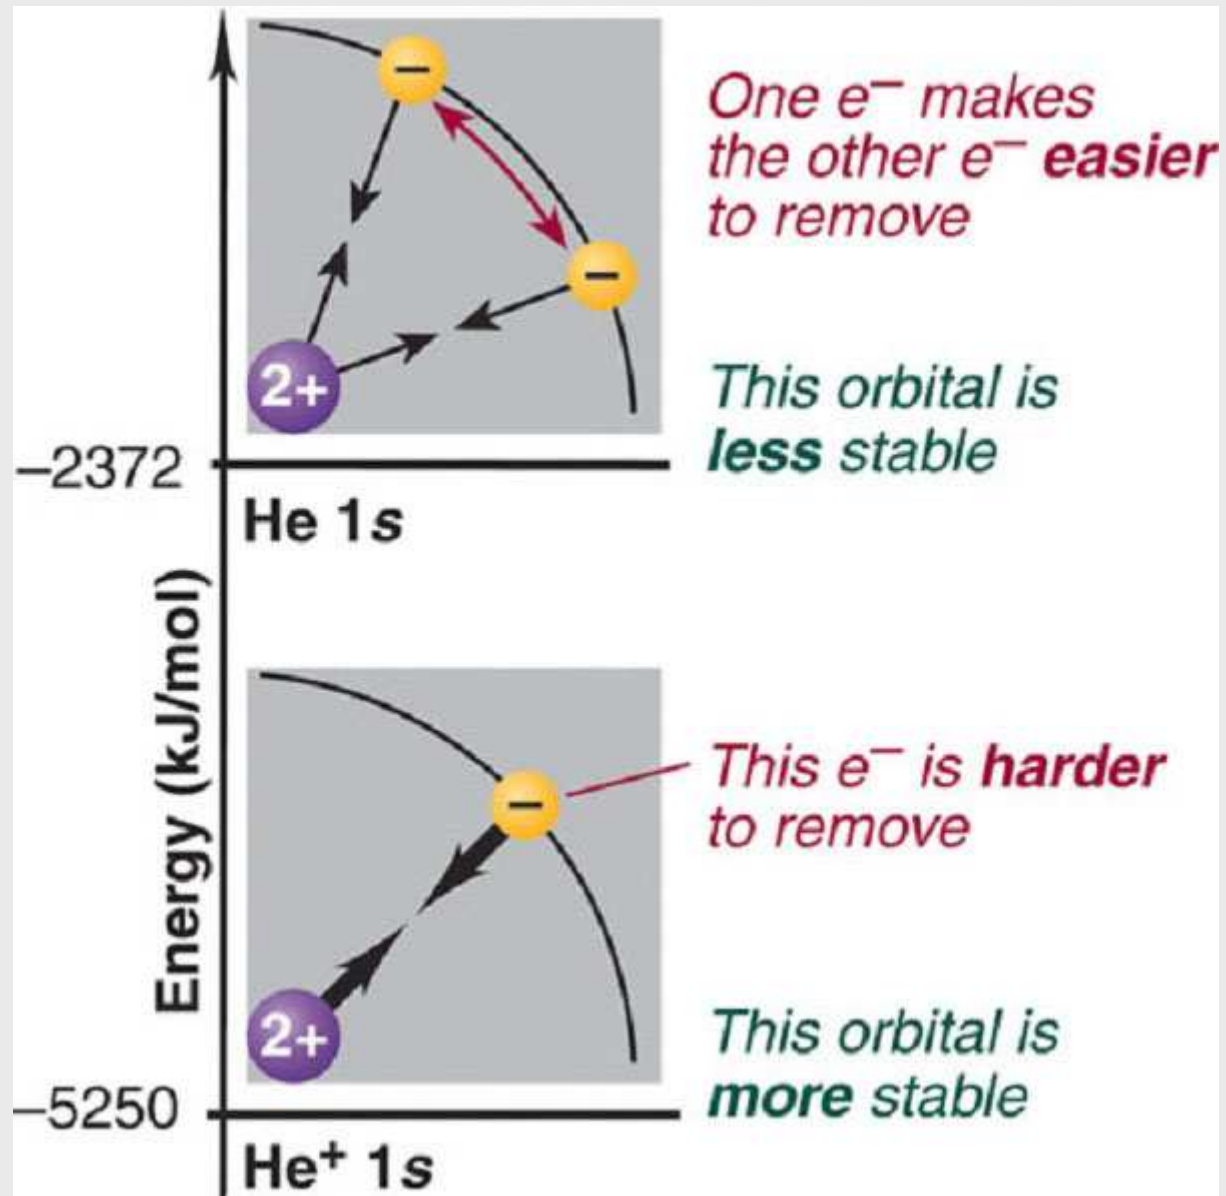 −
One e⁻ makes
the other e⁻ easier
to remove
−
2+
This orbital is
less stable
−2372
He 1s
Energy (kJ/mol)
−
This e⁻ is harder
to remove
2+
This orbital is
more stable
−5250
He⁺ 1s